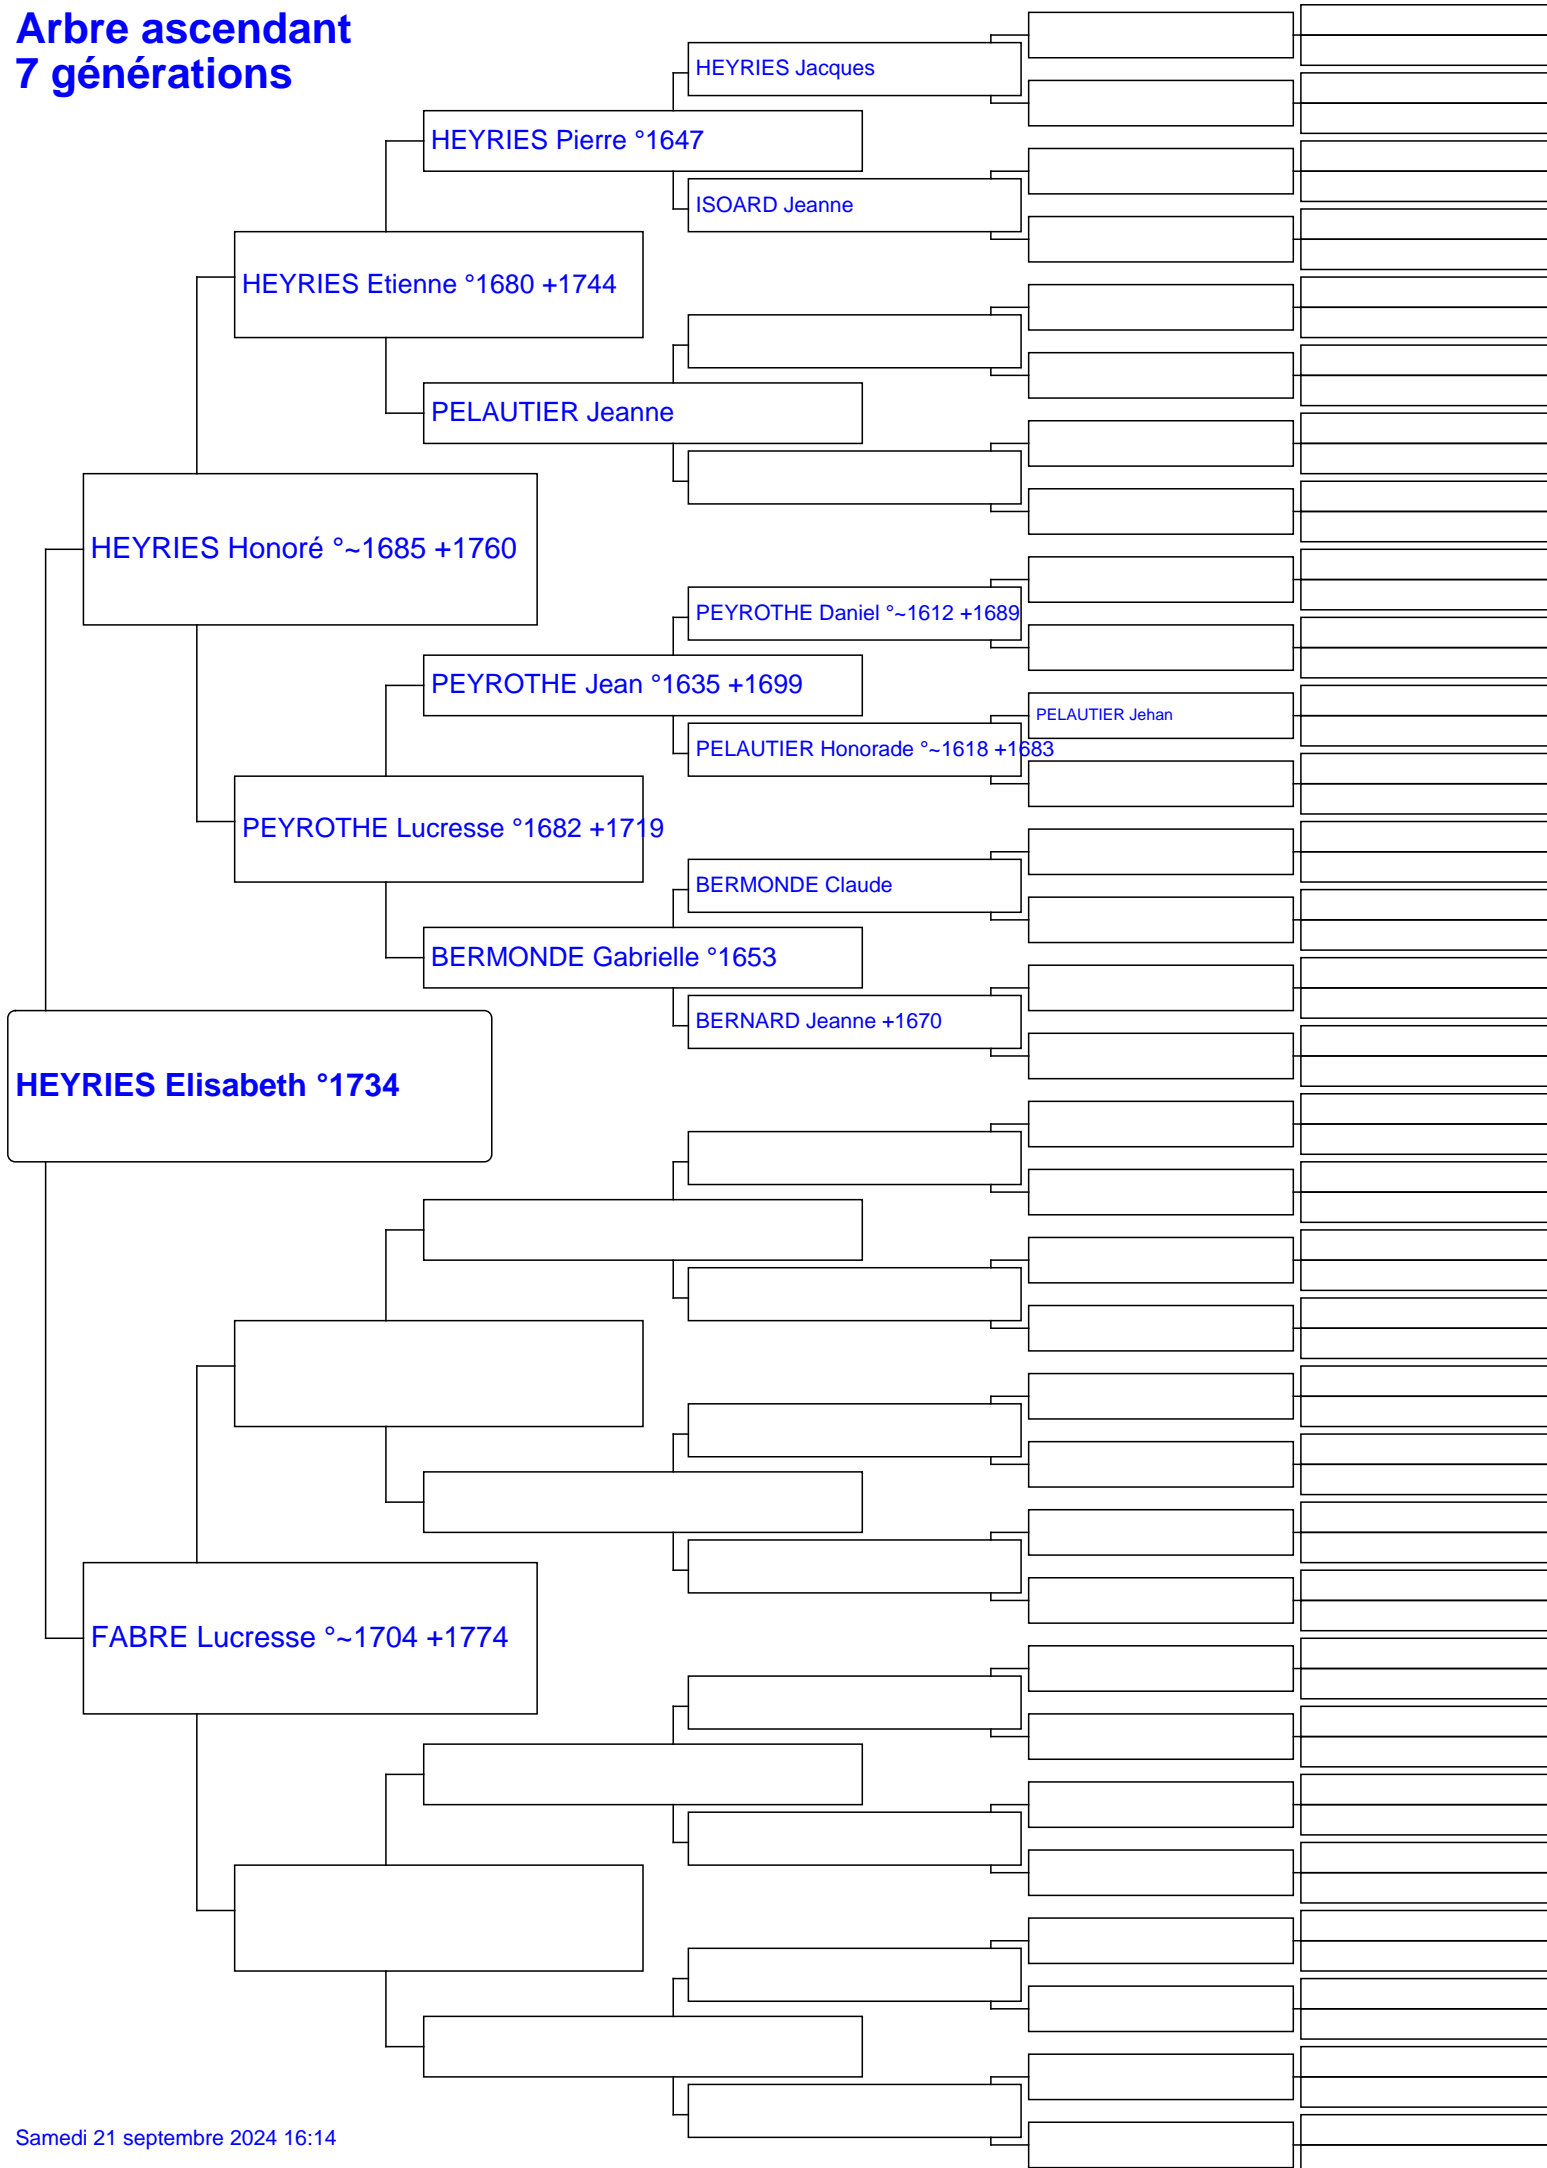 Arbre ascendant
7 générations
HEYRIES Jacques
HEYRIES Pierre °1647
ISOARD Jeanne
HEYRIES Etienne °1680 +1744
PELAUTIER Jeanne
HEYRIES Honoré °~1685 +1760
PEYROTHE Daniel °~1612 +1689
PEYROTHE Jean °1635 +1699
PELAUTIER Jehan
PELAUTIER Honorade °~1618 +1683
PEYROTHE Lucresse °1682 +1719
BERMONDE Claude
BERMONDE Gabrielle °1653
BERNARD Jeanne +1670
HEYRIES Elisabeth °1734
FABRE Lucresse °~1704 +1774
Samedi 21 septembre 2024 16:14